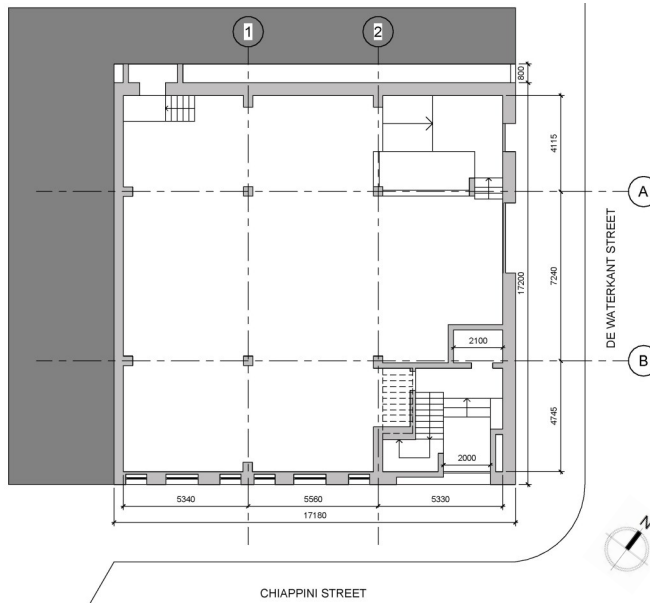 1
2
800
4115
A
7240
17200
DE WATERKANT STREET
2100
B
4745
2000
5340
5560
5330
17180
N
CHIAPPINI STREET